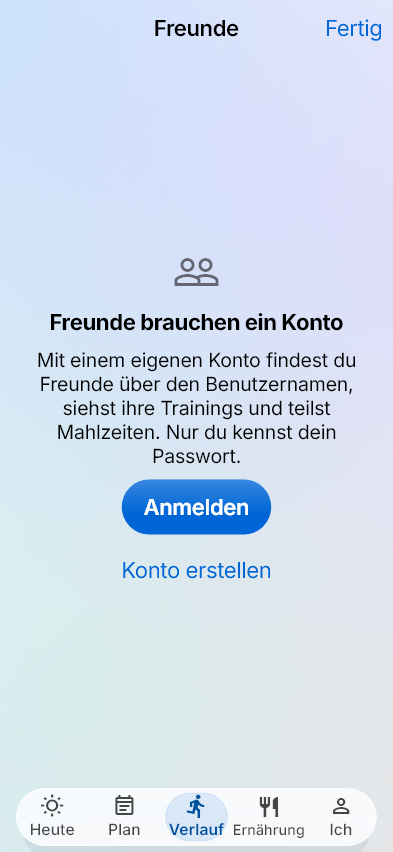 Freunde
Fertig
Freunde brauchen ein Konto
Mit einem eigenen Konto findest du
Freunde über den Benutzernamen,
siehst ihre Trainings und teilst
Mahlzeiten. Nur du kennst dein
Passwort.
Anmelden
Konto erstellen
Heute
Plan
Verlauf
Ernährung
Ich